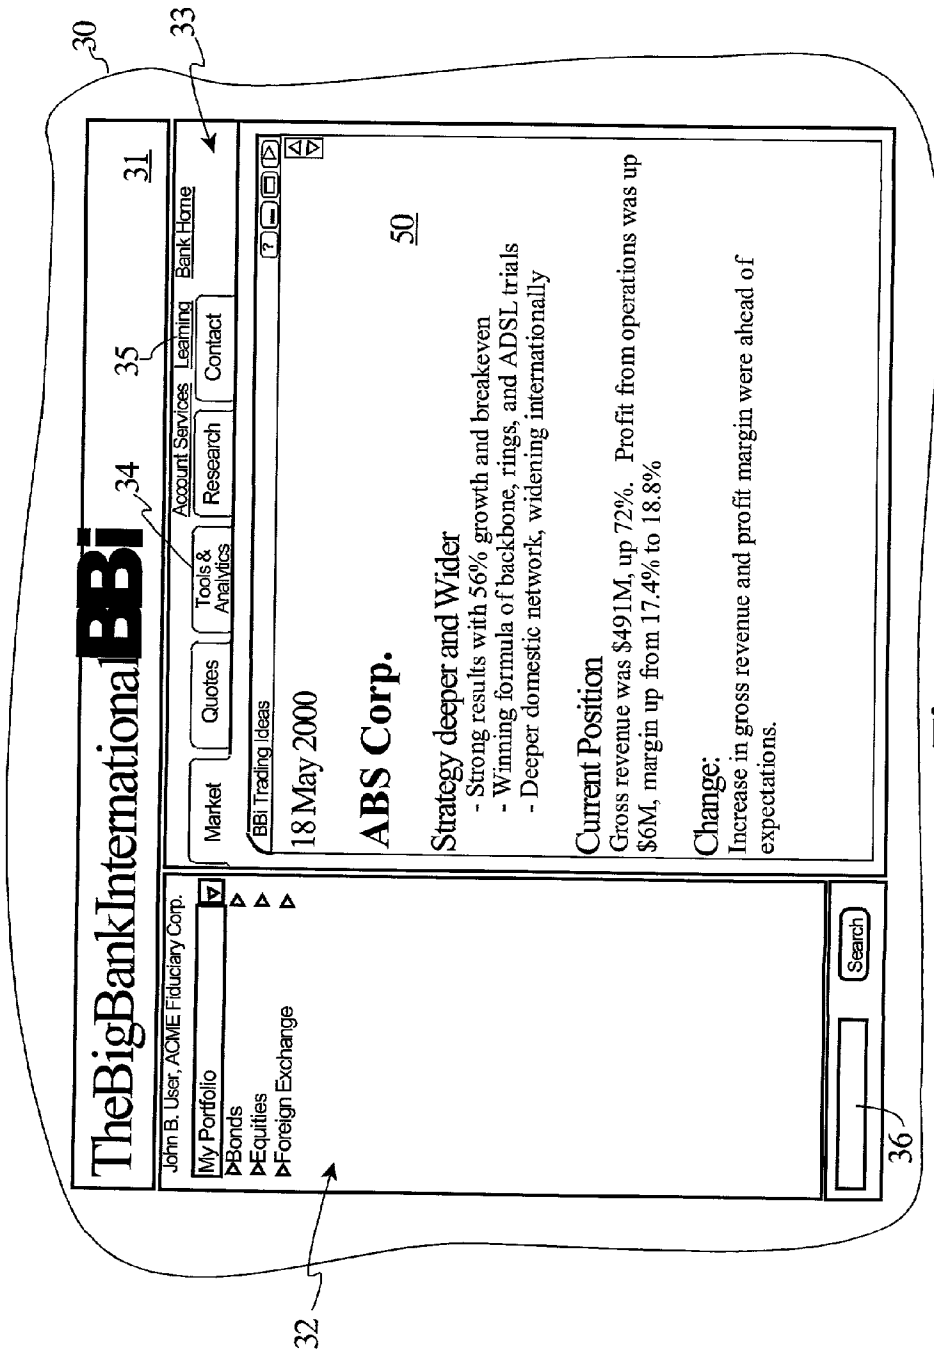 30
TheBigBankInternational BBi
31
33
John B. User, ACME Fiduciary Corp.
My Portfolio
Bonds
Equities
Foreign Exchange
32
36
Search
34
35
Account Services Learning Bank Home
Market
Quotes
Tools &
Analytics
Research
Contact
BBi Trading Ideas
?
18 May 2000
ABS Corp.
50
Strategy deeper and Wider
- Strong results with 56% growth and breakeven
- Winning formula of backbone, rings, and ADSL trials
- Deeper domestic network, widening internationally
Current Position
Gross revenue was $491M, up 72%. Profit from operations was up
$6M, margin up from 17.4% to 18.8%
Change:
Increase in gross revenue and profit margin were ahead of
expectations.